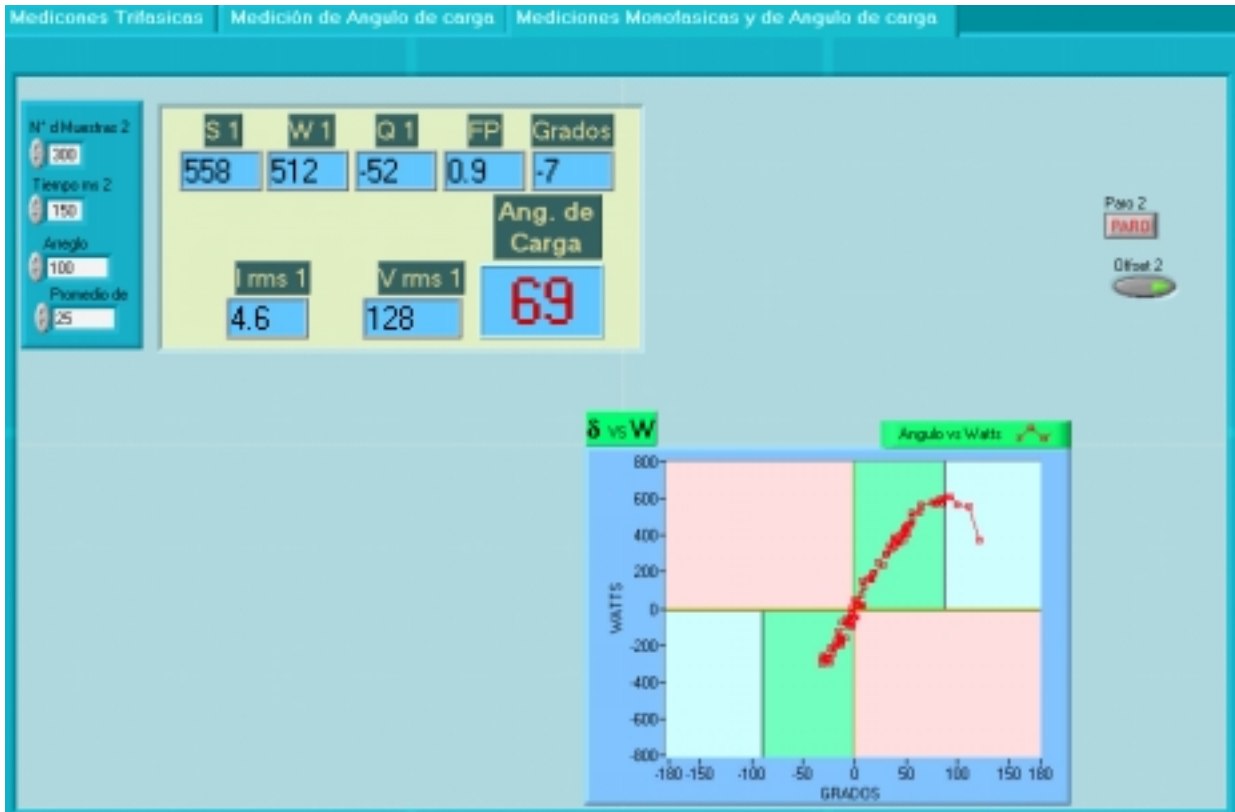 Medicones Trifasicas
Medición de Angulo de carga
Mediciones Monofasicas y de Angulo de carga
N° d Muestras 2
300
Tiempo ms 2
150
Arreglo
100
Promedio de
25
S 1 W 1 Q 1 FP Grados
558 512 -52 0.9 -7
Ang. de
Carga
I rms 1 V rms 1
4.6 128 69
Paro 2
PARO
Offset 2
δ vs W
Angulo vs Watts
800
600
400
200
0
-200
-400
-600
-800
WATTS
-180 -150 -100 -50 0 50 100 150 180
GRADOS